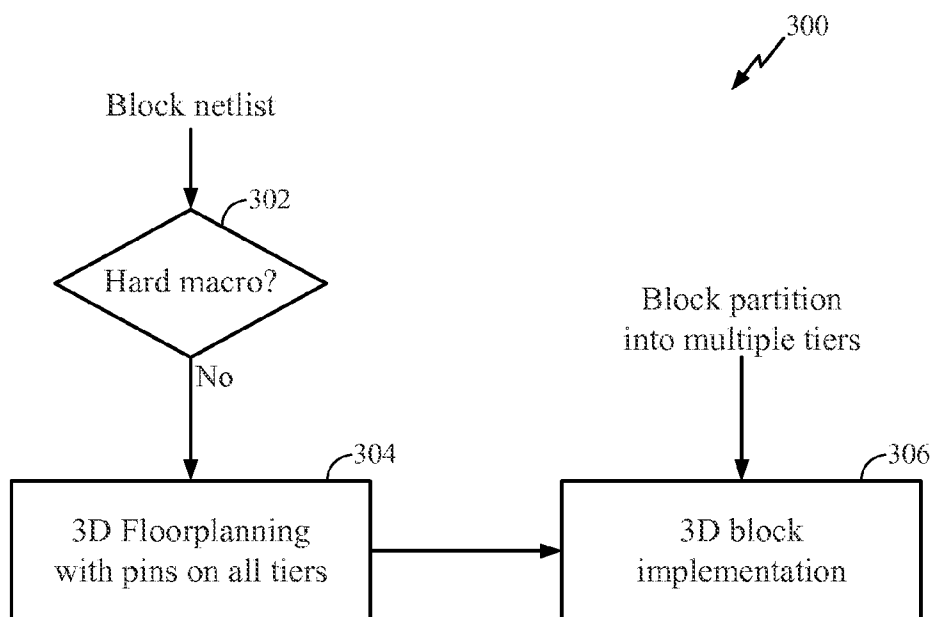 300
Block netlist
302
Hard macro?
No
Block partition
into multiple tiers
304
3D Floorplanning
with pins on all tiers
306
3D block
implementation